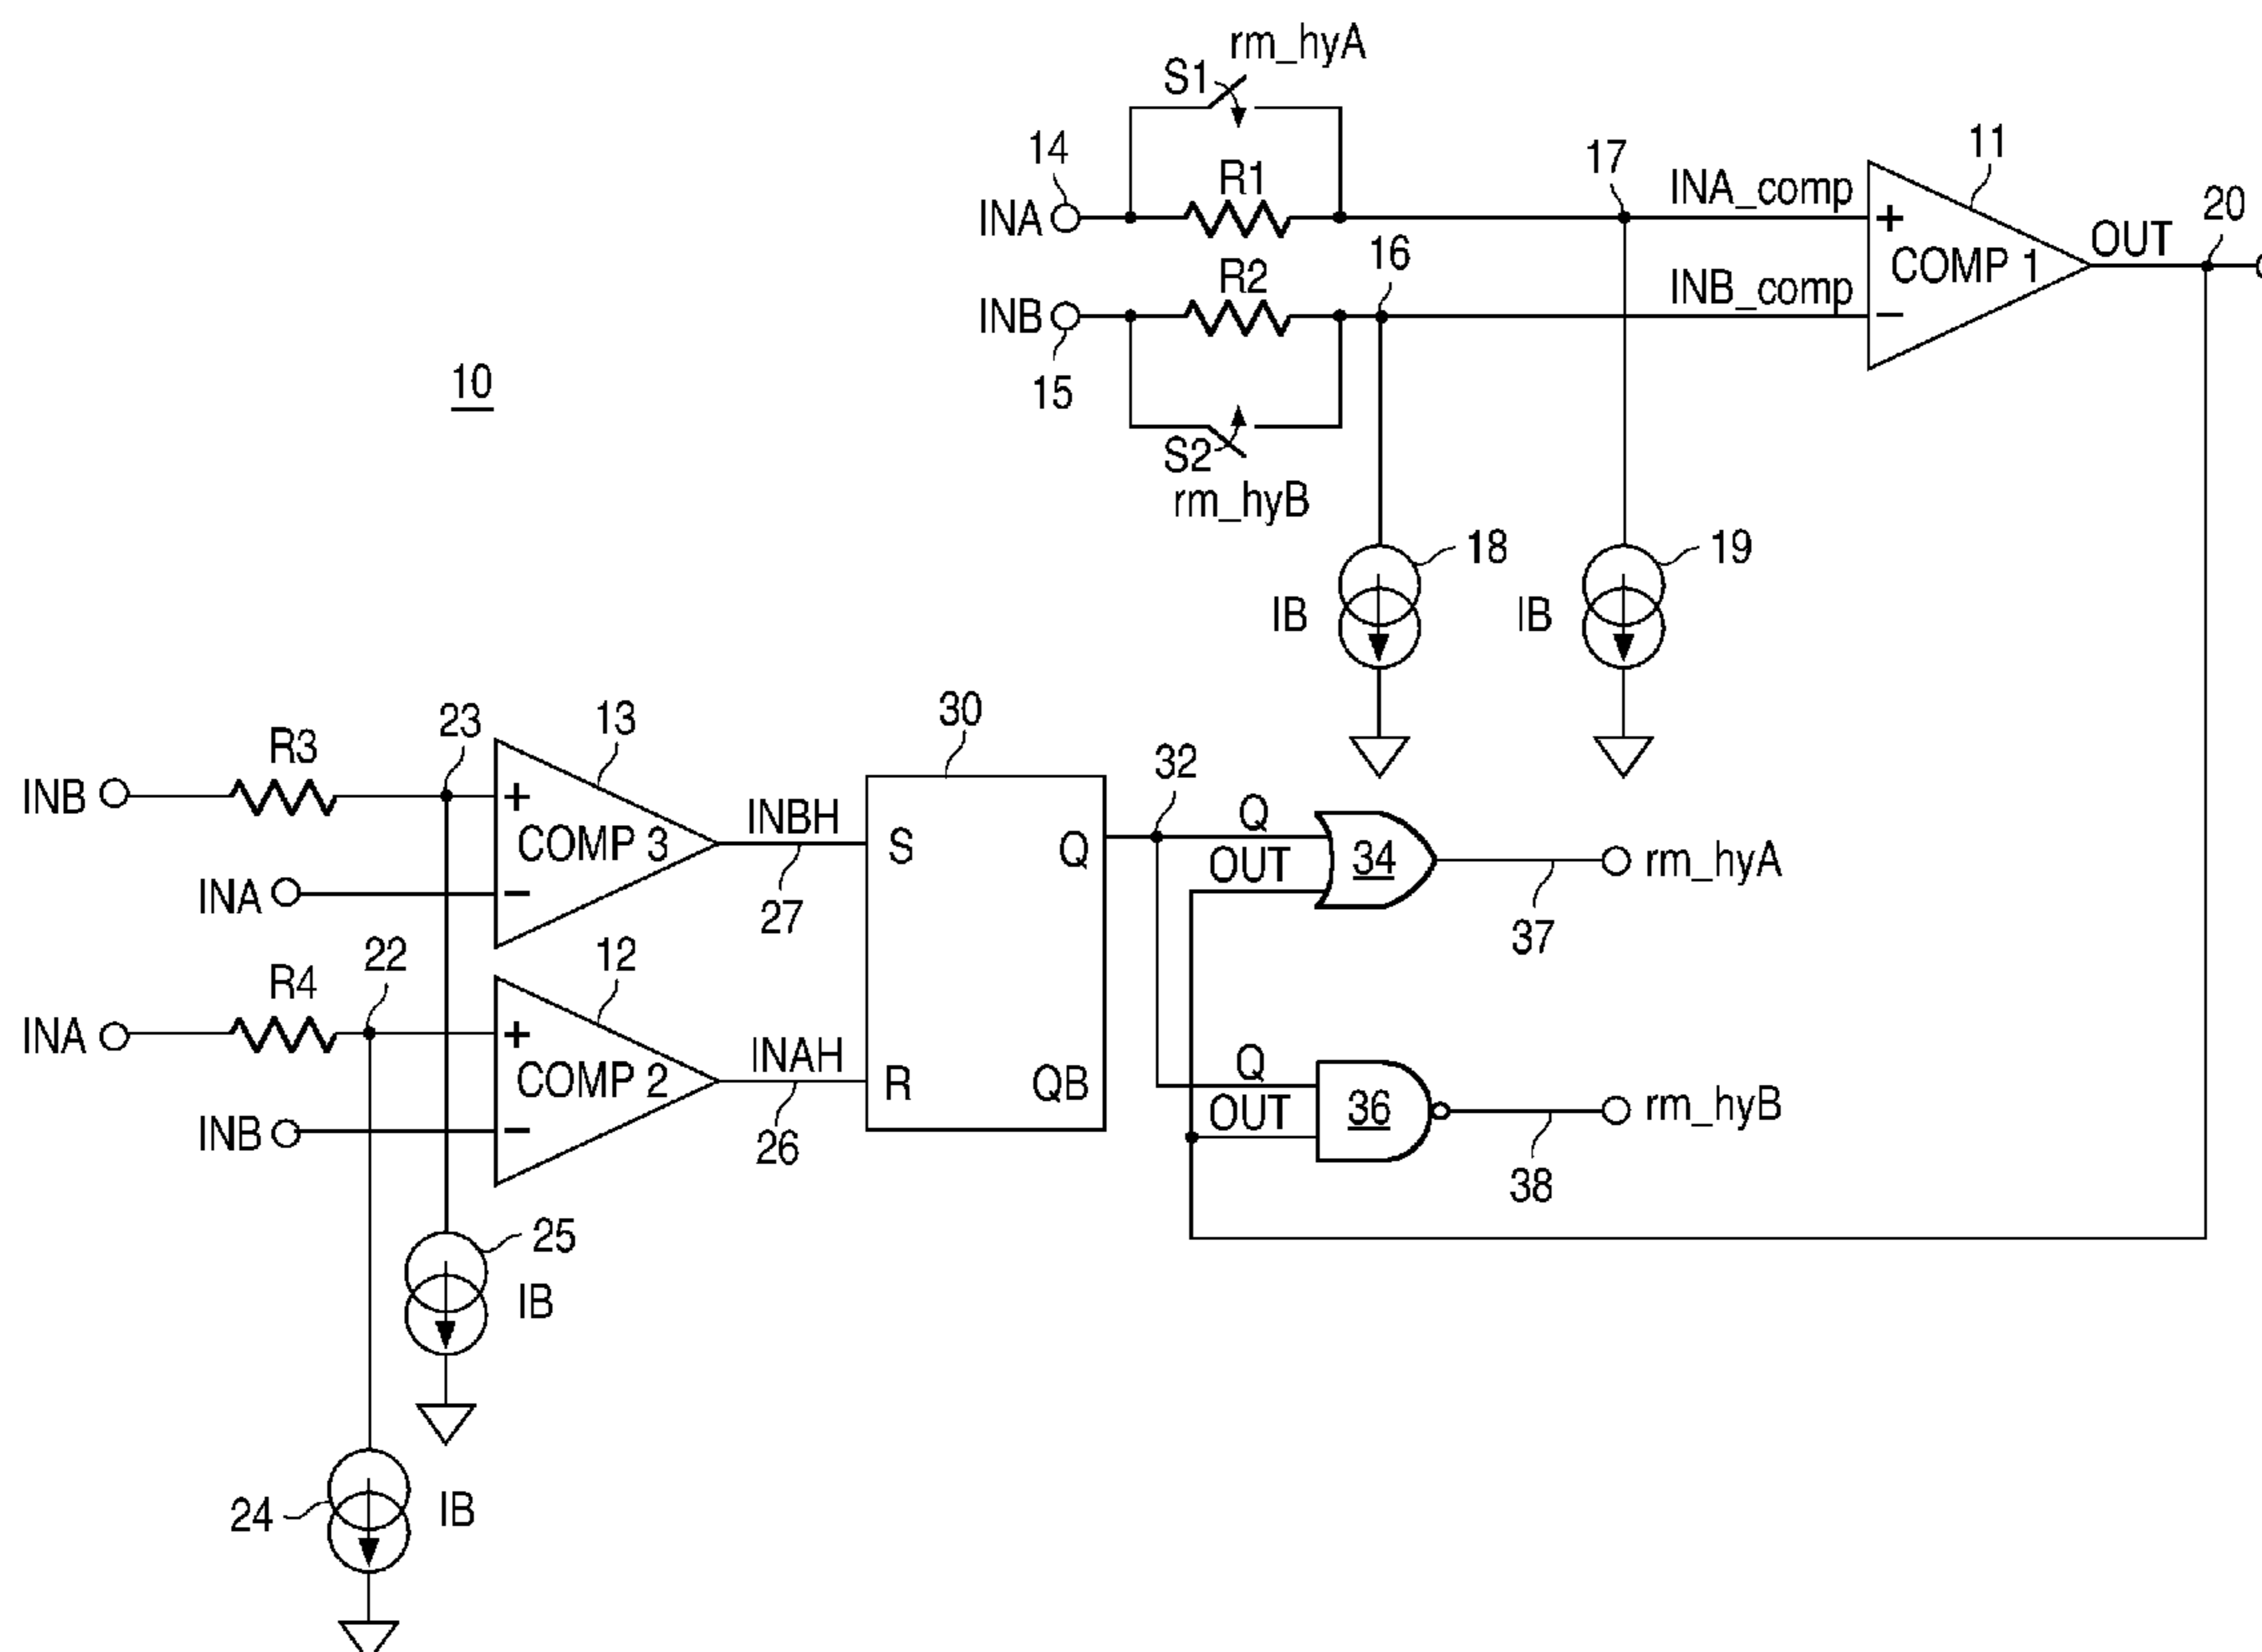 rm_hyA
S1
14
R1
17
INA_comp
11
20
INA
+
COMP 1
OUT
R2
16
INB_comp
INB
−
15
10
S2
rm_hyB
18
19
IB
IB
R3
23
13
30
32
INB
+
INBH
Q
rm_hyA
COMP 3
S
Q
OUT
34
INA
−
27
37
R4
22
12
INA
+
INAH
Q
rm_hyB
COMP 2
R
QB
OUT
36
INB
−
26
38
25
IB
24
IB